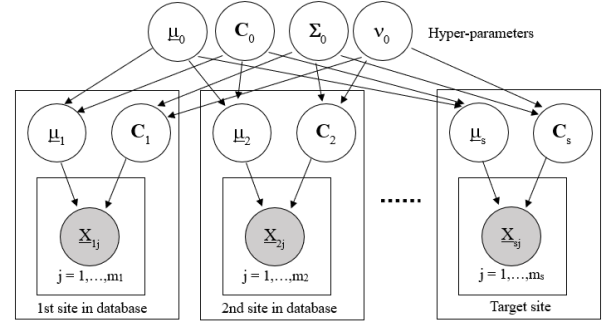 μ₀ C₀ Σ₀ ν₀ Hyper-parameters
μ₁ C₁ μ₂ C₂ μₛ Cₛ
......
X₁ⱼ X₂ⱼ Xₛⱼ
j = 1,...,m₁ j = 1,...,m₂ j = 1,...,mₛ
1st site in database 2nd site in database Target site